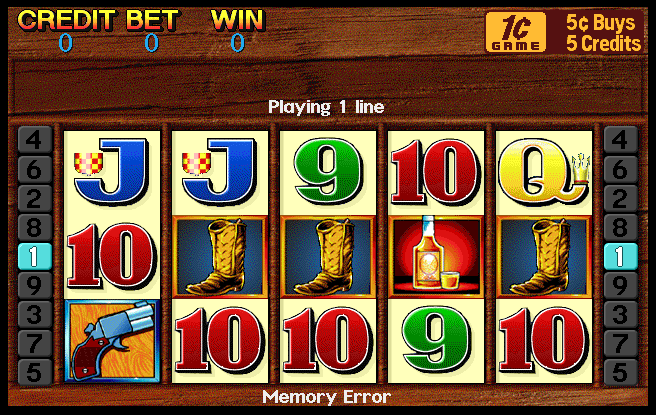 CREDIT BET WIN
0 0 0
1¢ GAME
5¢ Buys
5 Credits
Playing 1 line
4 J J 9 10 Q 4
6 6
2 2
8 8
1 10 1
9 9
3 3
7 10 10 9 10 7
5 5
Memory Error